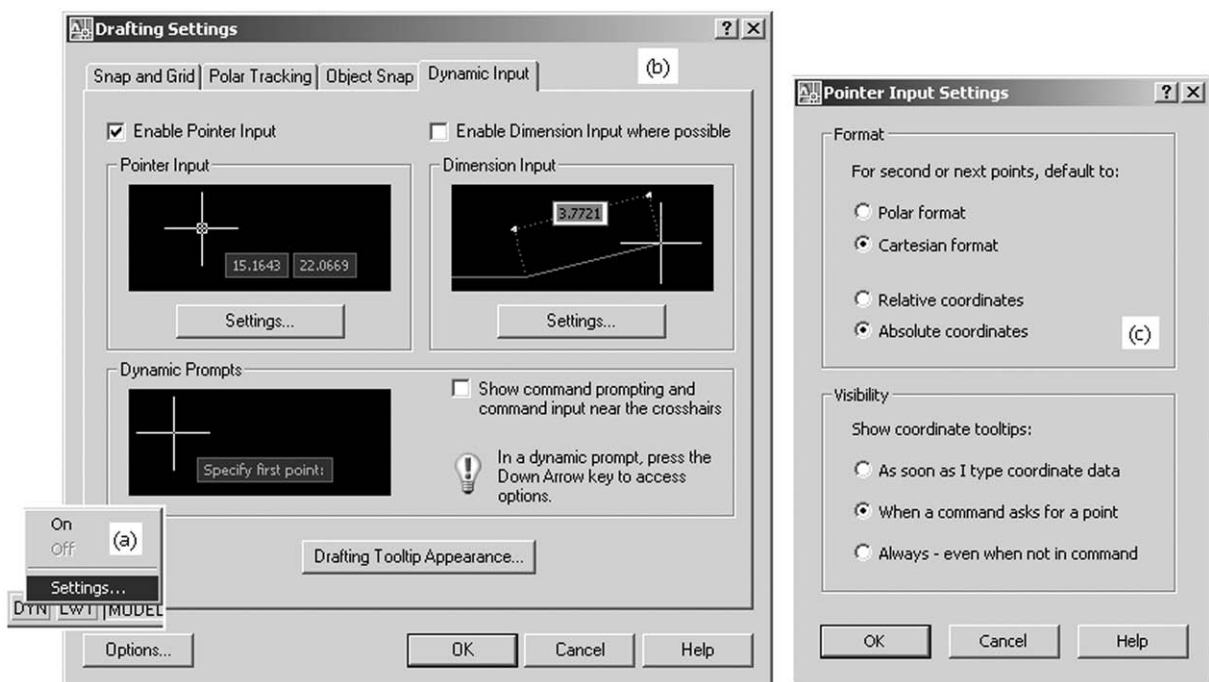 Drafting Settings
(b)
Snap and Grid Polar Tracking Object Snap Dynamic Input
Enable Pointer Input
Enable Dimension Input where possible
Pointer Input
15.1643 22.0669
Settings...
Dimension Input
3.7721
Settings...
Dynamic Prompts
Specify first point:
Show command prompting and
command input near the crosshairs
In a dynamic prompt, press the
Down Arrow key to access
options.
Drafting Tooltip Appearance...
On
Off
(a)
Settings...
DYN LWT MODEL
Options...
OK
Cancel
Help
Pointer Input Settings
Format
For second or next points, default to:
Polar format
Cartesian format
Relative coordinates
Absolute coordinates
(c)
Visibility
Show coordinate tooltips:
As soon as I type coordinate data
When a command asks for a point
Always - even when not in command
OK
Cancel
Help